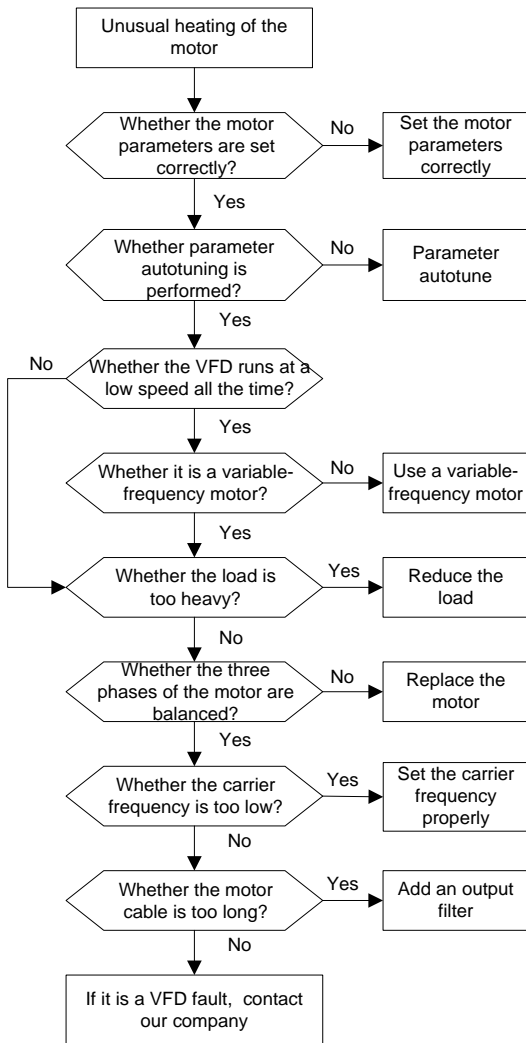 Unusual heating of the
motor
Whether the motor
parameters are set
correctly?
No
Set the motor
parameters
correctly
Yes
Whether parameter
autotuning is
performed?
No
Parameter
autotune
Yes
No
Whether the VFD runs at a
low speed all the time?
Yes
Whether it is a variable-
frequency motor?
No
Use a variable-
frequency motor
Yes
Whether the load is
too heavy?
Yes
Reduce the
load
No
Whether the three
phases of the motor are
balanced?
No
Replace the
motor
Yes
Whether the carrier
frequency is too low?
Yes
Set the carrier
frequency
properly
No
Whether the motor
cable is too long?
Yes
Add an output
filter
No
If it is a VFD fault, contact
our company